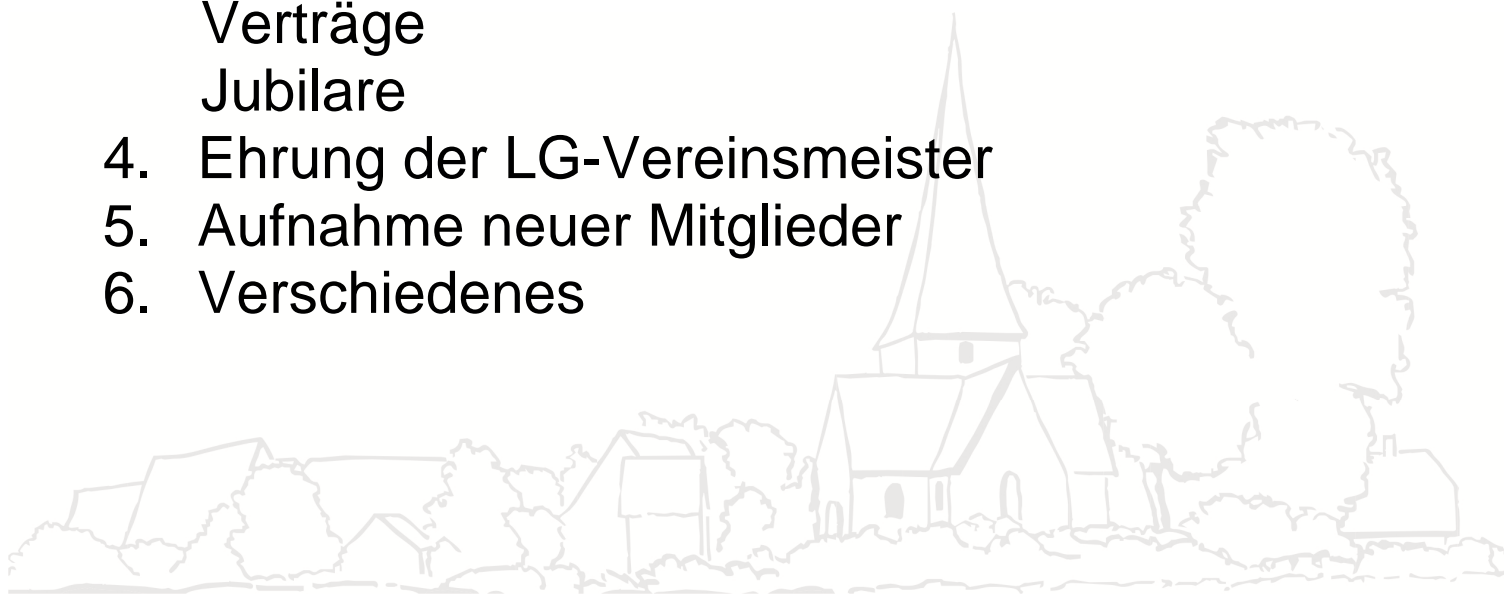 Verträge
Jubilare
4. Ehrung der LG-Vereinsmeister
5. Aufnahme neuer Mitglieder
6. Verschiedenes